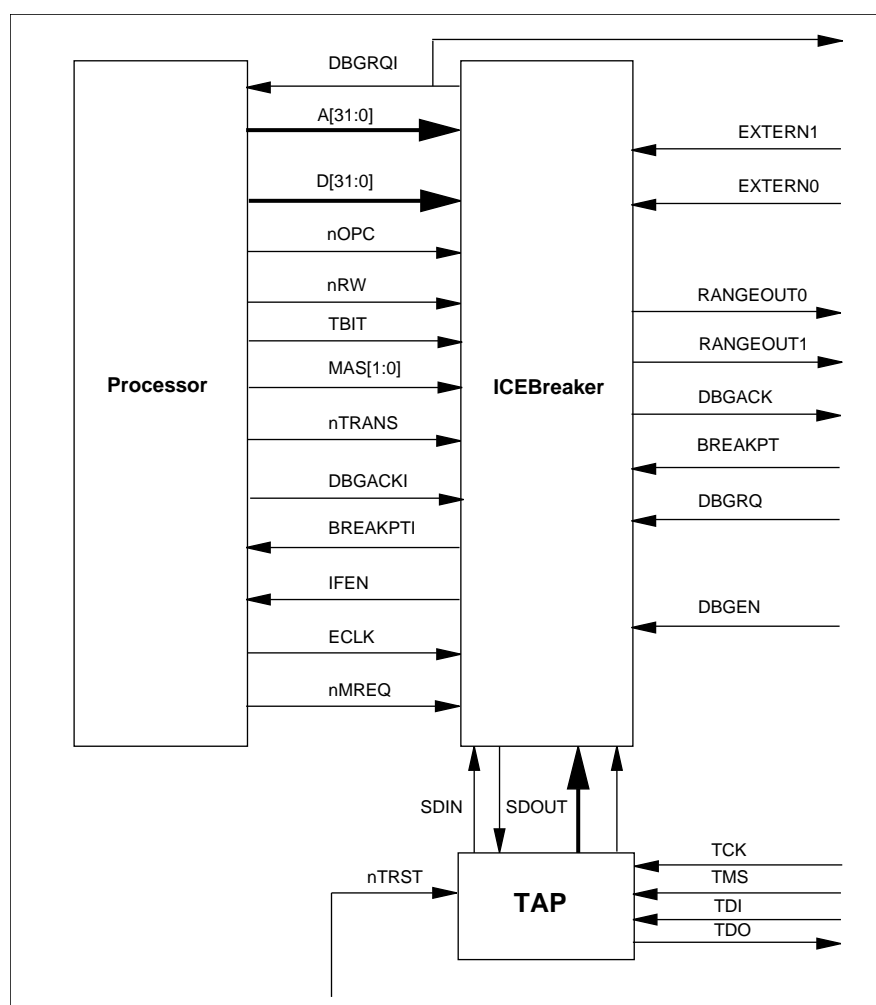 DBGRQI
A[31:0]
EXTERN1
D[31:0]
EXTERN0
nOPC
nRW
RANGEOUT0
TBIT
RANGEOUT1
MAS[1:0]
Processor
ICEBreaker
DBGACK
nTRANS
BREAKPT
DBGACKI
DBGRQ
BREAKPTI
IFEN
DBGEN
ECLK
nMREQ
SDIN
SDOUT
TCK
nTRST
TMS
TAP
TDI
TDO